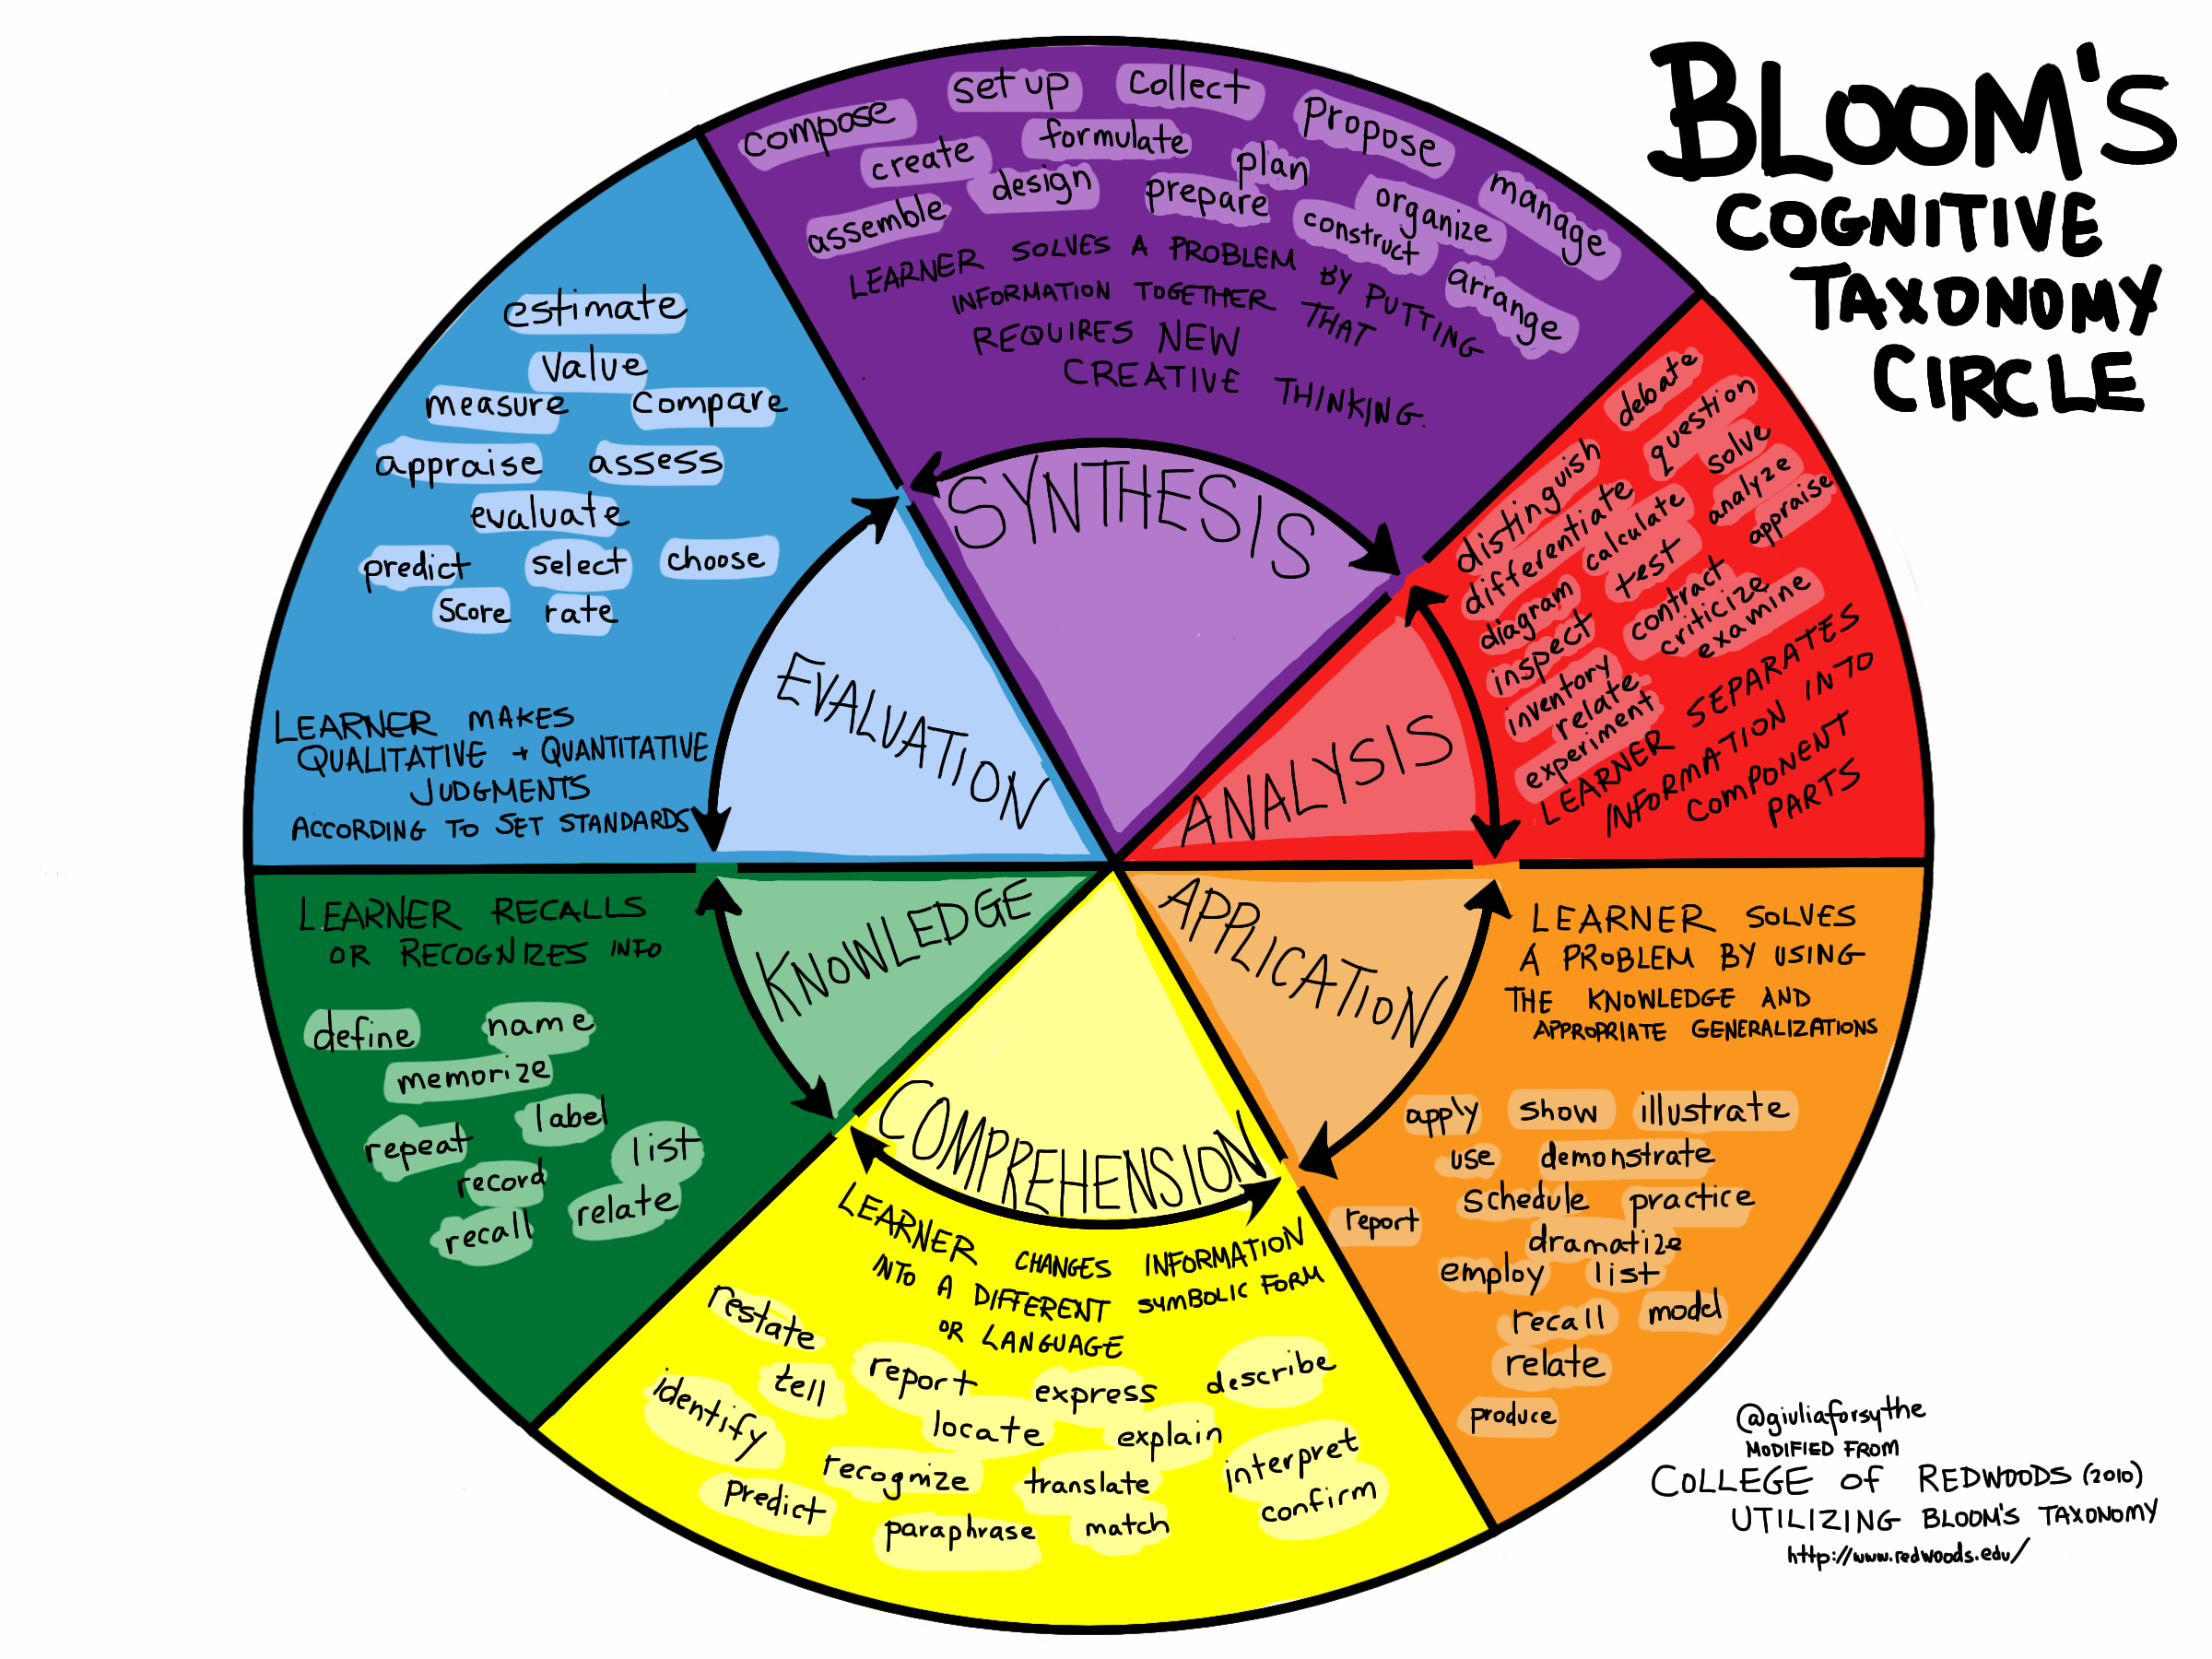 BLOOM'S
COGNITIVE
TAXONOMY
CIRCLE
compose
set up
collect
propose
create
formulate
plan
manage
assemble
design
prepare
organize
construct
arrange
LEARNER SOLVES A PROBLEM BY PUTTING
INFORMATION TOGETHER THAT
REQUIRES NEW
CREATIVE THINKING.
SYNTHESIS
debate
question
distinguish
solve
differentiate
analyze
calculate
appraise
diagram
test
inspect
contract
criticize
examine
inventory
relate
experiment
LEARNER SEPARATES
INFORMATION INTO
COMPONENT
PARTS
ANALYSIS
APPLICATION
LEARNER SOLVES
A PROBLEM BY USING
THE KNOWLEDGE AND
APPROPRIATE GENERALIZATIONS
apply show illustrate
use demonstrate
schedule practice
report
dramatize
employ list
recall model
relate
produce
COMPREHENSION
LEARNER CHANGES INFORMATION
INTO A DIFFERENT SYMBOLIC FORM
OR LANGUAGE
restate
identify
tell
report
express
describe
locate
explain
recognize
translate
interpret
predict
paraphrase
match
confirm
KNOWLEDGE
LEARNER RECALLS
OR RECOGNIZES INFO
define name
memorize
label
repeat
list
record
relate
recall
EVALUATION
estimate
value
measure compare
appraise assess
evaluate
predict select choose
score rate
LEARNER MAKES
QUALITATIVE + QUANTITATIVE
JUDGMENTS
ACCORDING TO SET STANDARDS
@giuliaforsythe
MODIFIED FROM
COLLEGE of REDWOODS (2010)
UTILIZING BLOOM'S TAXONOMY
http://www.redwoods.edu/